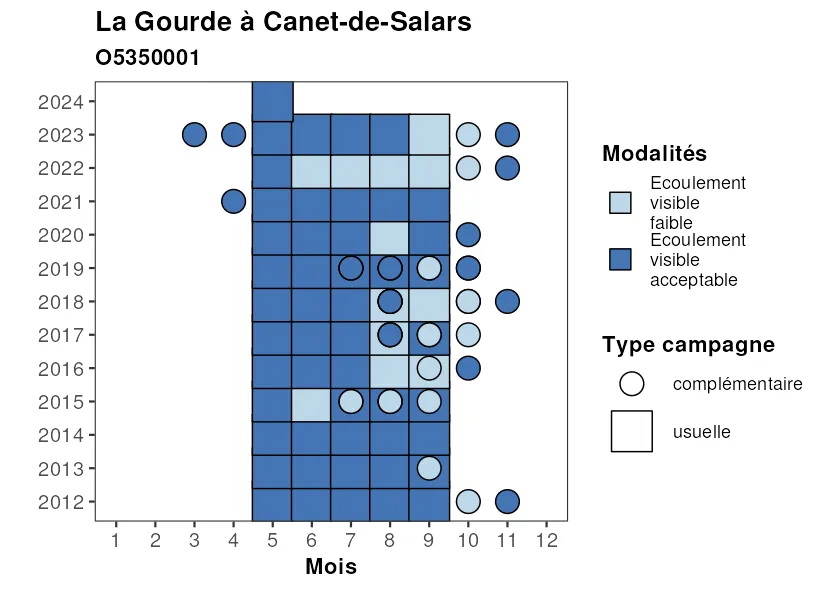 La Gourde à Canet-de-Salars
O5350001
2024
2023
2022
2021
2020
2019
2018
2017
2016
2015
2014
2013
2012
1 2 3 4 5 6 7 8 9 10 11 12
Mois
Modalités
Ecoulement
visible
faible
Ecoulement
visible
acceptable
Type campagne
complémentaire
usuelle